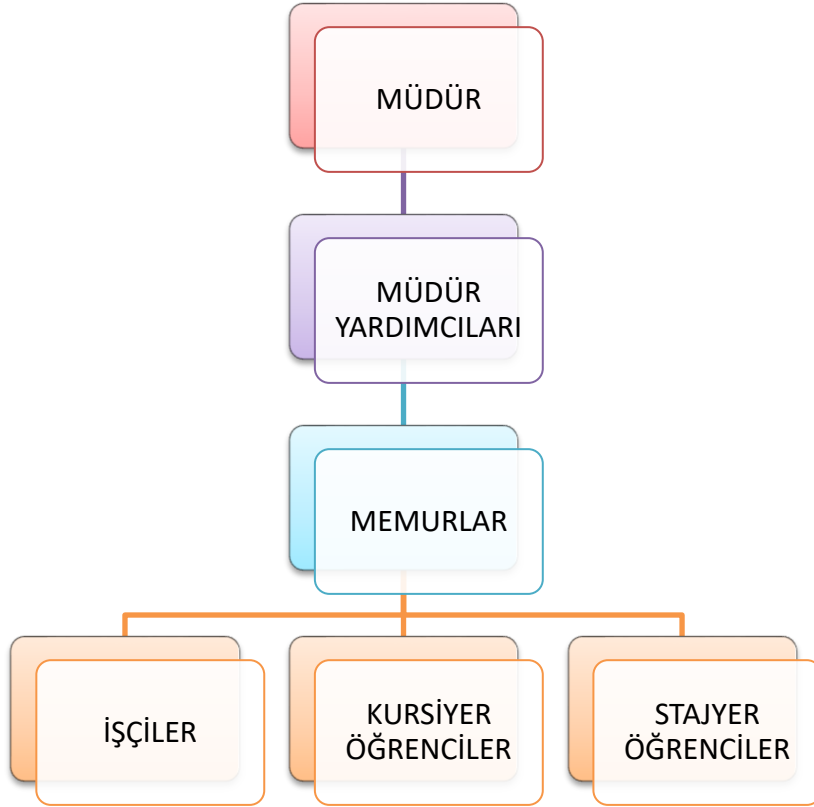 MÜDÜR
MÜDÜR
YARDIMCILARI
MEMURLAR
İŞÇİLER
KURSİYER
ÖĞRENCİLER
STAJYER
ÖĞRENCİLER